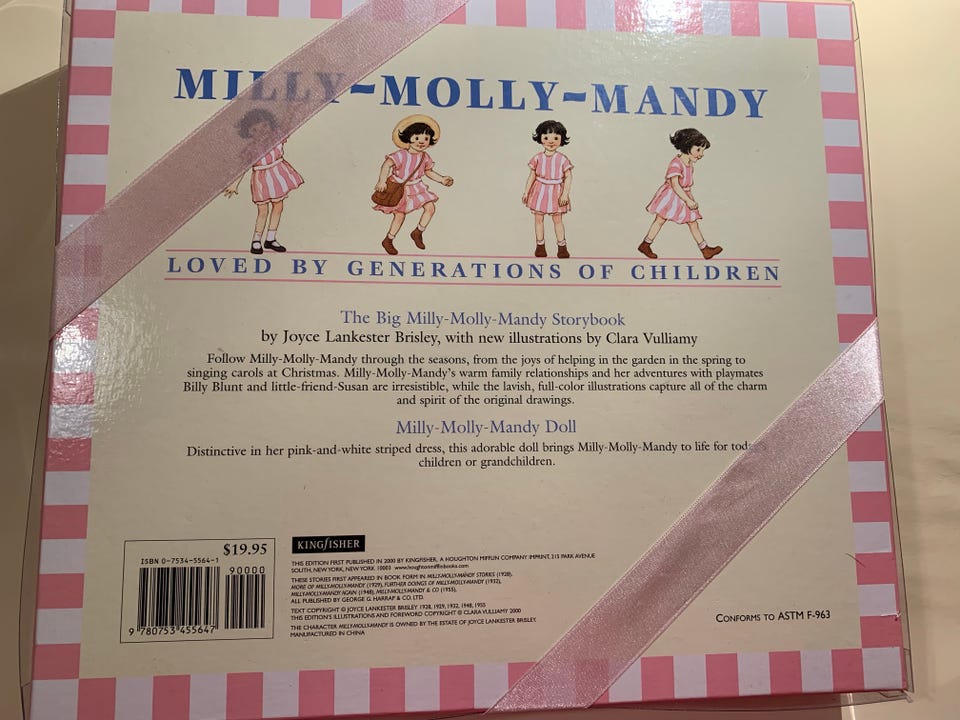 MILLY-MOLLY-MANDY
LOVED BY GENERATIONS OF CHILDREN
The Big Milly-Molly-Mandy Storybook
by Joyce Lankester Brisley, with new illustrations by Clara Vulliamy
Follow Milly-Molly-Mandy through the seasons, from the joys of helping in the garden in the spring to
singing carols at Christmas. Milly-Molly-Mandy's warm family relationships and her adventures with playmates
Billy Blunt and little-friend-Susan are irresistible, while the lavish, full-color illustrations capture all of the charm
and spirit of the original drawings.
Milly-Molly-Mandy Doll
Distinctive in her pink-and-white striped dress, this adorable doll brings Milly-Molly-Mandy to life for today's
children or grandchildren.
$19.95
ISBN 0-7534-5564-1
90000
9 780753 455647
KINGFISHER
THIS EDITION FIRST PUBLISHED IN 2000 BY KINGFISHER, A HOUGHTON MIFFLIN COMPANY IMPRINT, 215 PARK AVENUE
SOUTH, NEW YORK, NEW YORK 10003 www.houghtonmifflinbooks.com
THESE STORIES FIRST APPEARED IN BOOK FORM IN MILLY-MOLLY-MANDY STORIES (1928),
MORE OF MILLY-MOLLY-MANDY (1929), FURTHER DOINGS OF MILLY-MOLLY-MANDY (1932),
MILLY-MOLLY-MANDY AGAIN (1948), MILLY-MOLLY-MANDY & CO (1955),
ALL PUBLISHED BY GEORGE G. HARRAP & CO. LTD.
TEXT COPYRIGHT © JOYCE LANKESTER BRISLEY 1928, 1929, 1932, 1948, 1955
THIS EDITION'S ILLUSTRATIONS AND FOREWORD COPYRIGHT © CLARA VULLIAMY 2000
THE CHARACTER MILLY-MOLLY-MANDY IS OWNED BY THE ESTATE OF JOYCE LANKESTER BRISLEY.
MANUFACTURED IN CHINA
CONFORMS TO ASTM F-963